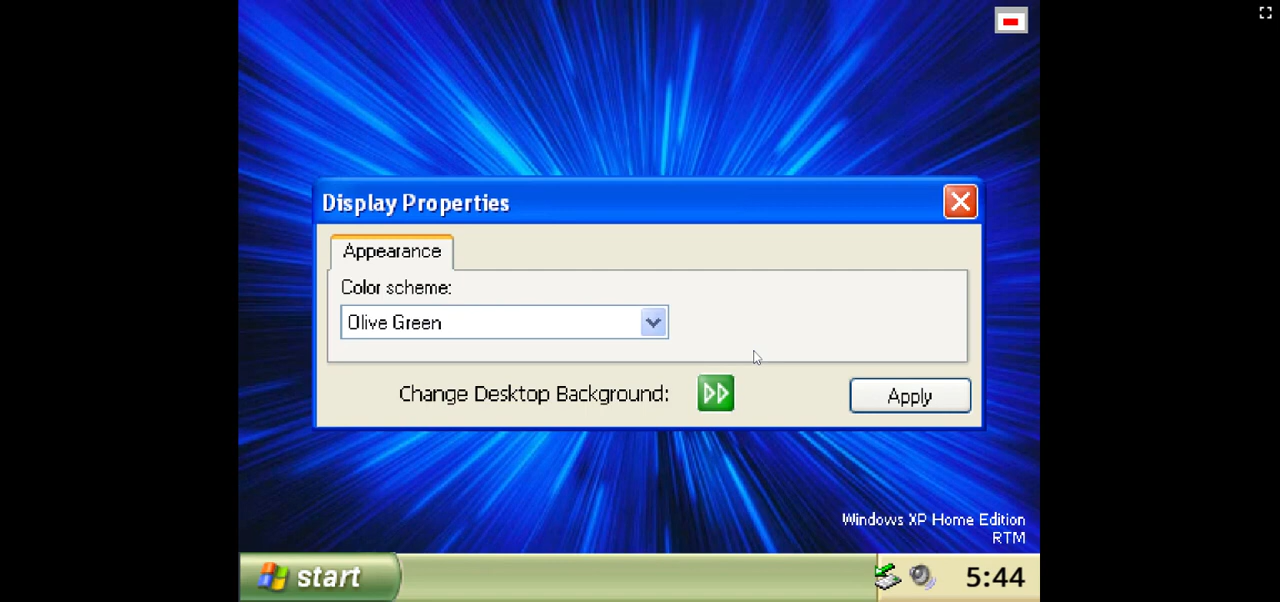 Display Properties
Appearance
Color scheme:
Olive Green
Change Desktop Background:
Apply
Windows XP Home Edition
RTM
start
5:44